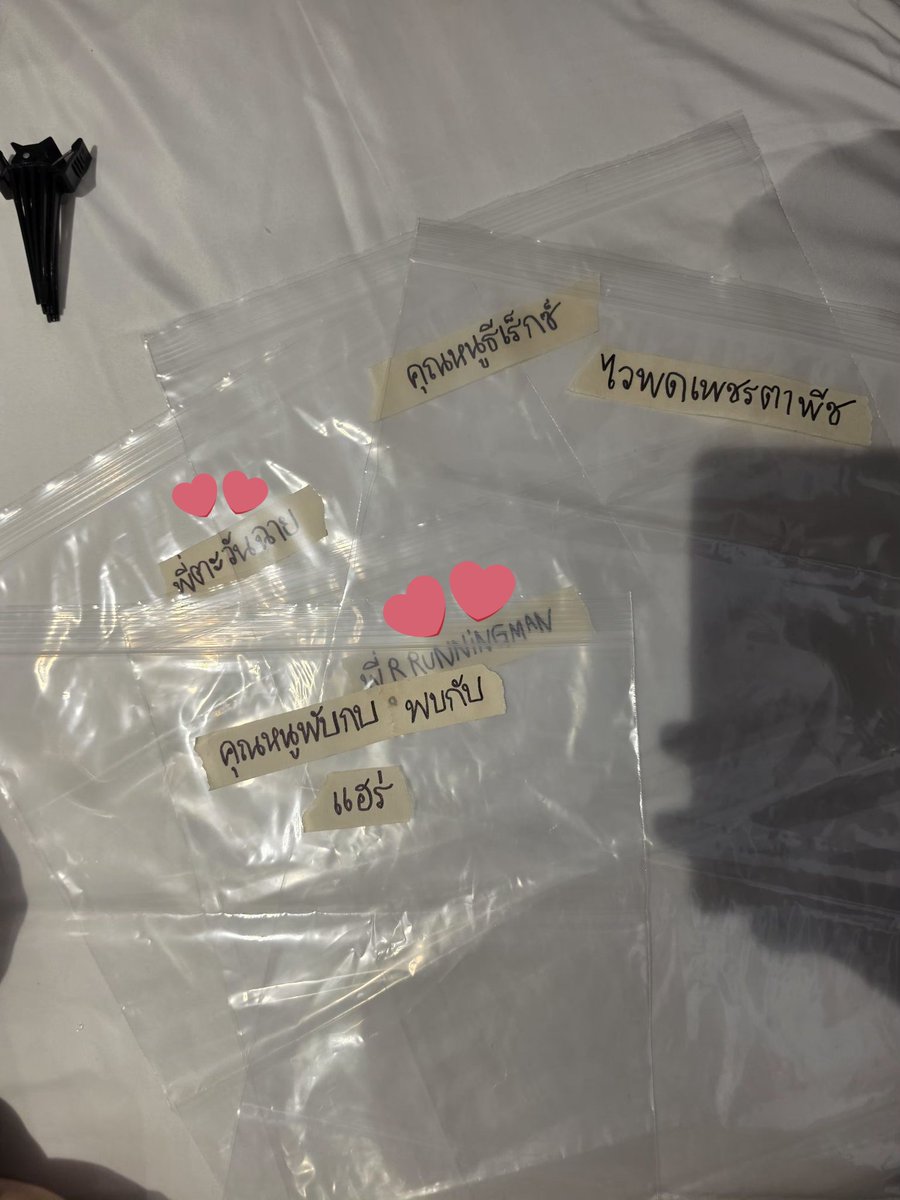 คุณหนูธีเร็กซ์
ไวพดเพชรตาพีช
พี่ตะวันฉาย
พี่ R RUNNiNGMAN
คุณหนูพับกบ พบกับ
แฮร่